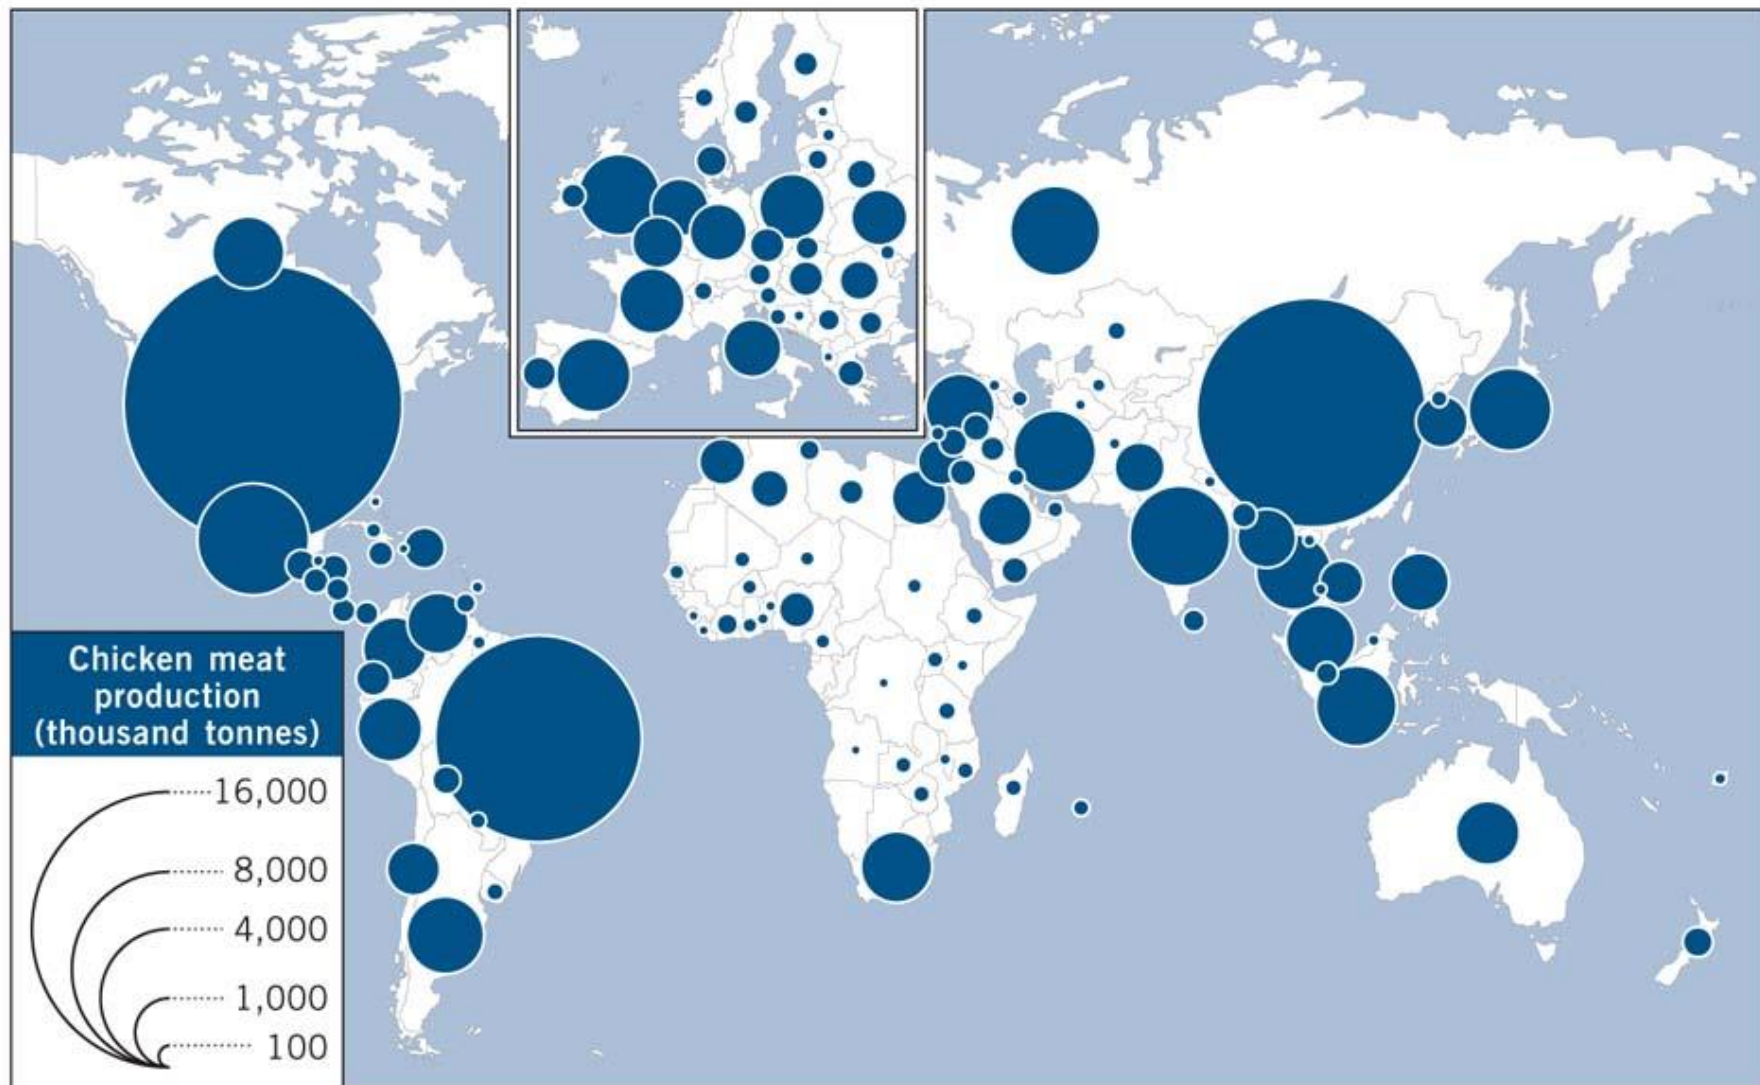 Chicken meat
production
(thousand tonnes)
16,000
8,000
4,000
1,000
100